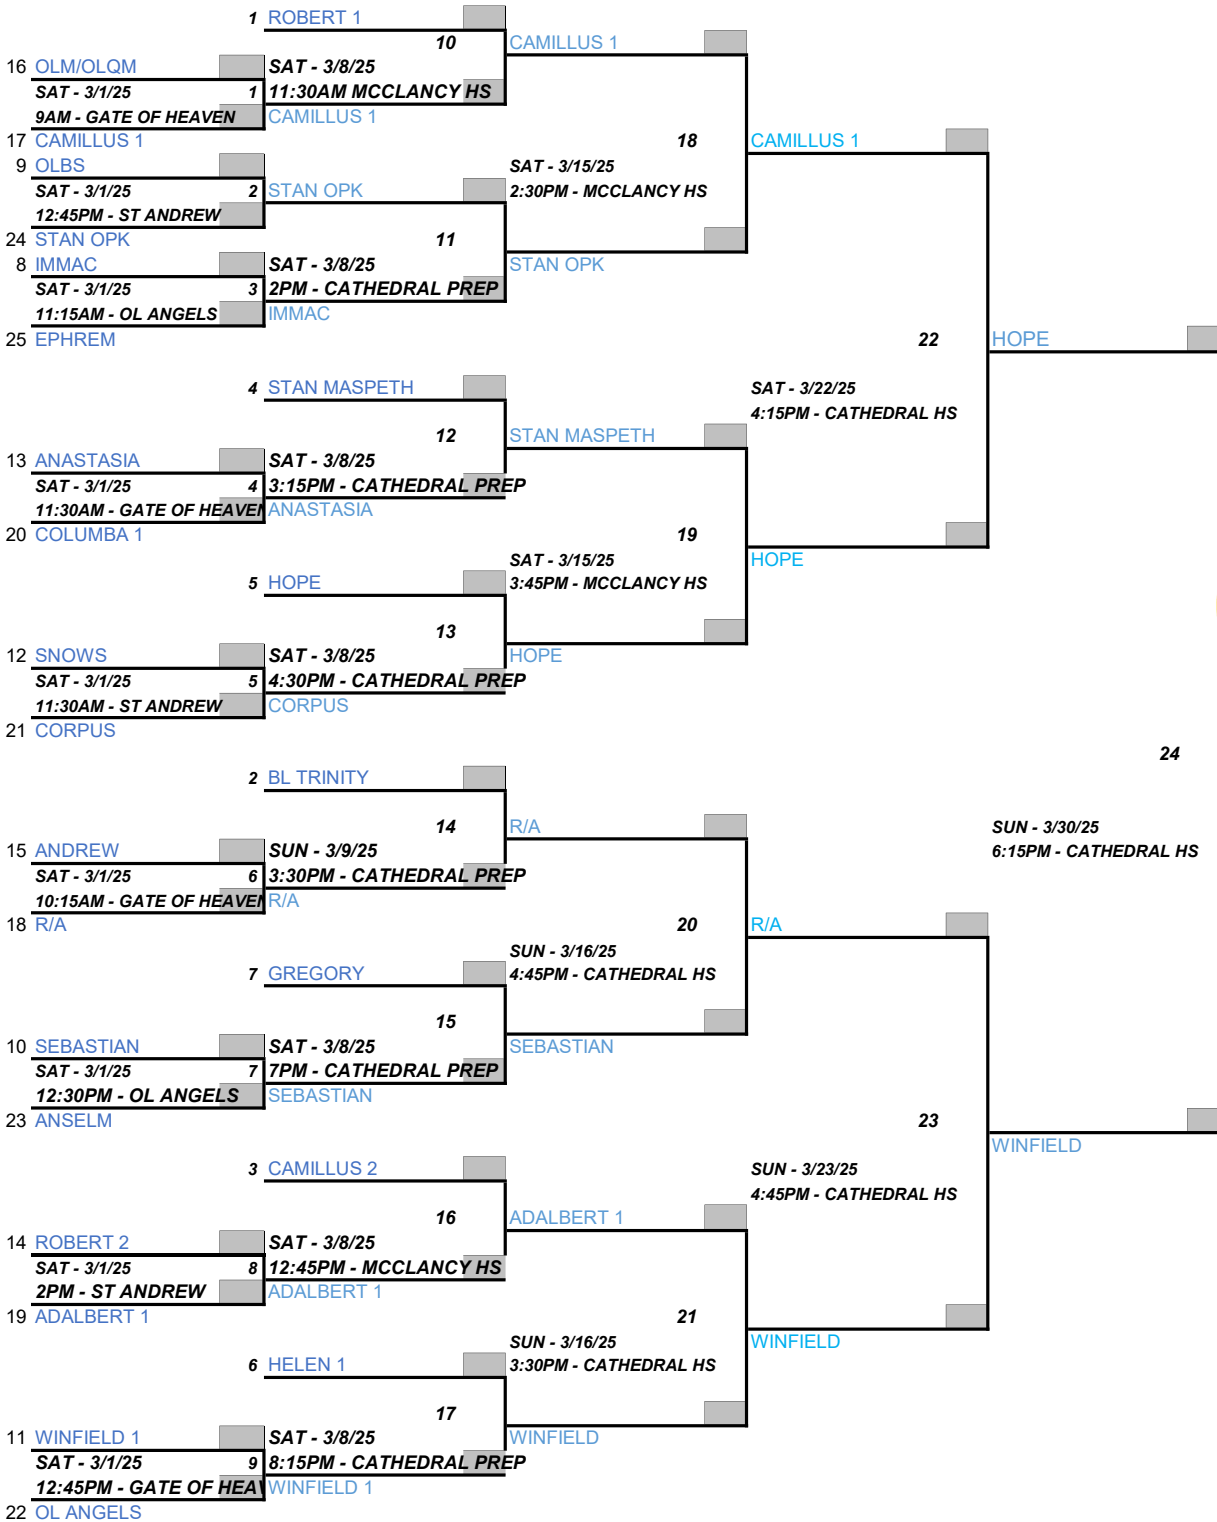 1 ROBERT 1
10 CAMILLUS 1
16 OLM/OLQM SAT - 3/8/25
SAT - 3/1/25 1 11:30AM MCCLANCY HS
9AM - GATE OF HEAVEN CAMILLUS 1
17 CAMILLUS 1 18 CAMILLUS 1
9 OLBS SAT - 3/15/25
SAT - 3/1/25 2 STAN OPK 2:30PM - MCCLANCY HS
12:45PM - ST ANDREW
24 STAN OPK 11
8 IMMAC SAT - 3/8/25 STAN OPK
SAT - 3/1/25 3 2PM - CATHEDRAL PREP
11:15AM - OL ANGELS IMMAC
25 EPHREM 22 HOPE
4 STAN MASPETH SAT - 3/22/25
4:15PM - CATHEDRAL HS
12 STAN MASPETH
13 ANASTASIA SAT - 3/8/25
SAT - 3/1/25 4 3:15PM - CATHEDRAL PREP
11:30AM - GATE OF HEAVEN ANASTASIA
20 COLUMBA 1 19
SAT - 3/15/25 HOPE
5 HOPE 3:45PM - MCCLANCY HS
13
12 SNOWS SAT - 3/8/25 HOPE
SAT - 3/1/25 5 4:30PM - CATHEDRAL PREP
11:30AM - ST ANDREW CORPUS
21 CORPUS
24
2 BL TRINITY
14 R/A SUN - 3/30/25
15 ANDREW SUN - 3/9/25 6:15PM - CATHEDRAL HS
SAT - 3/1/25 6 3:30PM - CATHEDRAL PREP
10:15AM - GATE OF HEAVEN R/A
18 R/A 20 R/A
SUN - 3/16/25
7 GREGORY 4:45PM - CATHEDRAL HS
15
10 SEBASTIAN SAT - 3/8/25 SEBASTIAN
SAT - 3/1/25 7 7PM - CATHEDRAL PREP
12:30PM - OL ANGELS SEBASTIAN
23 ANSELM 23
WINFIELD
3 CAMILLUS 2 SUN - 3/23/25
4:45PM - CATHEDRAL HS
16 ADALBERT 1
14 ROBERT 2 SAT - 3/8/25
SAT - 3/1/25 8 12:45PM - MCCLANCY HS
2PM - ST ANDREW ADALBERT 1
19 ADALBERT 1 21
SUN - 3/16/25 WINFIELD
6 HELEN 1 3:30PM - CATHEDRAL HS
17
11 WINFIELD 1 SAT - 3/8/25 WINFIELD
SAT - 3/1/25 9 8:15PM - CATHEDRAL PREP
12:45PM - GATE OF HEAV WINFIELD 1
22 OL ANGELS